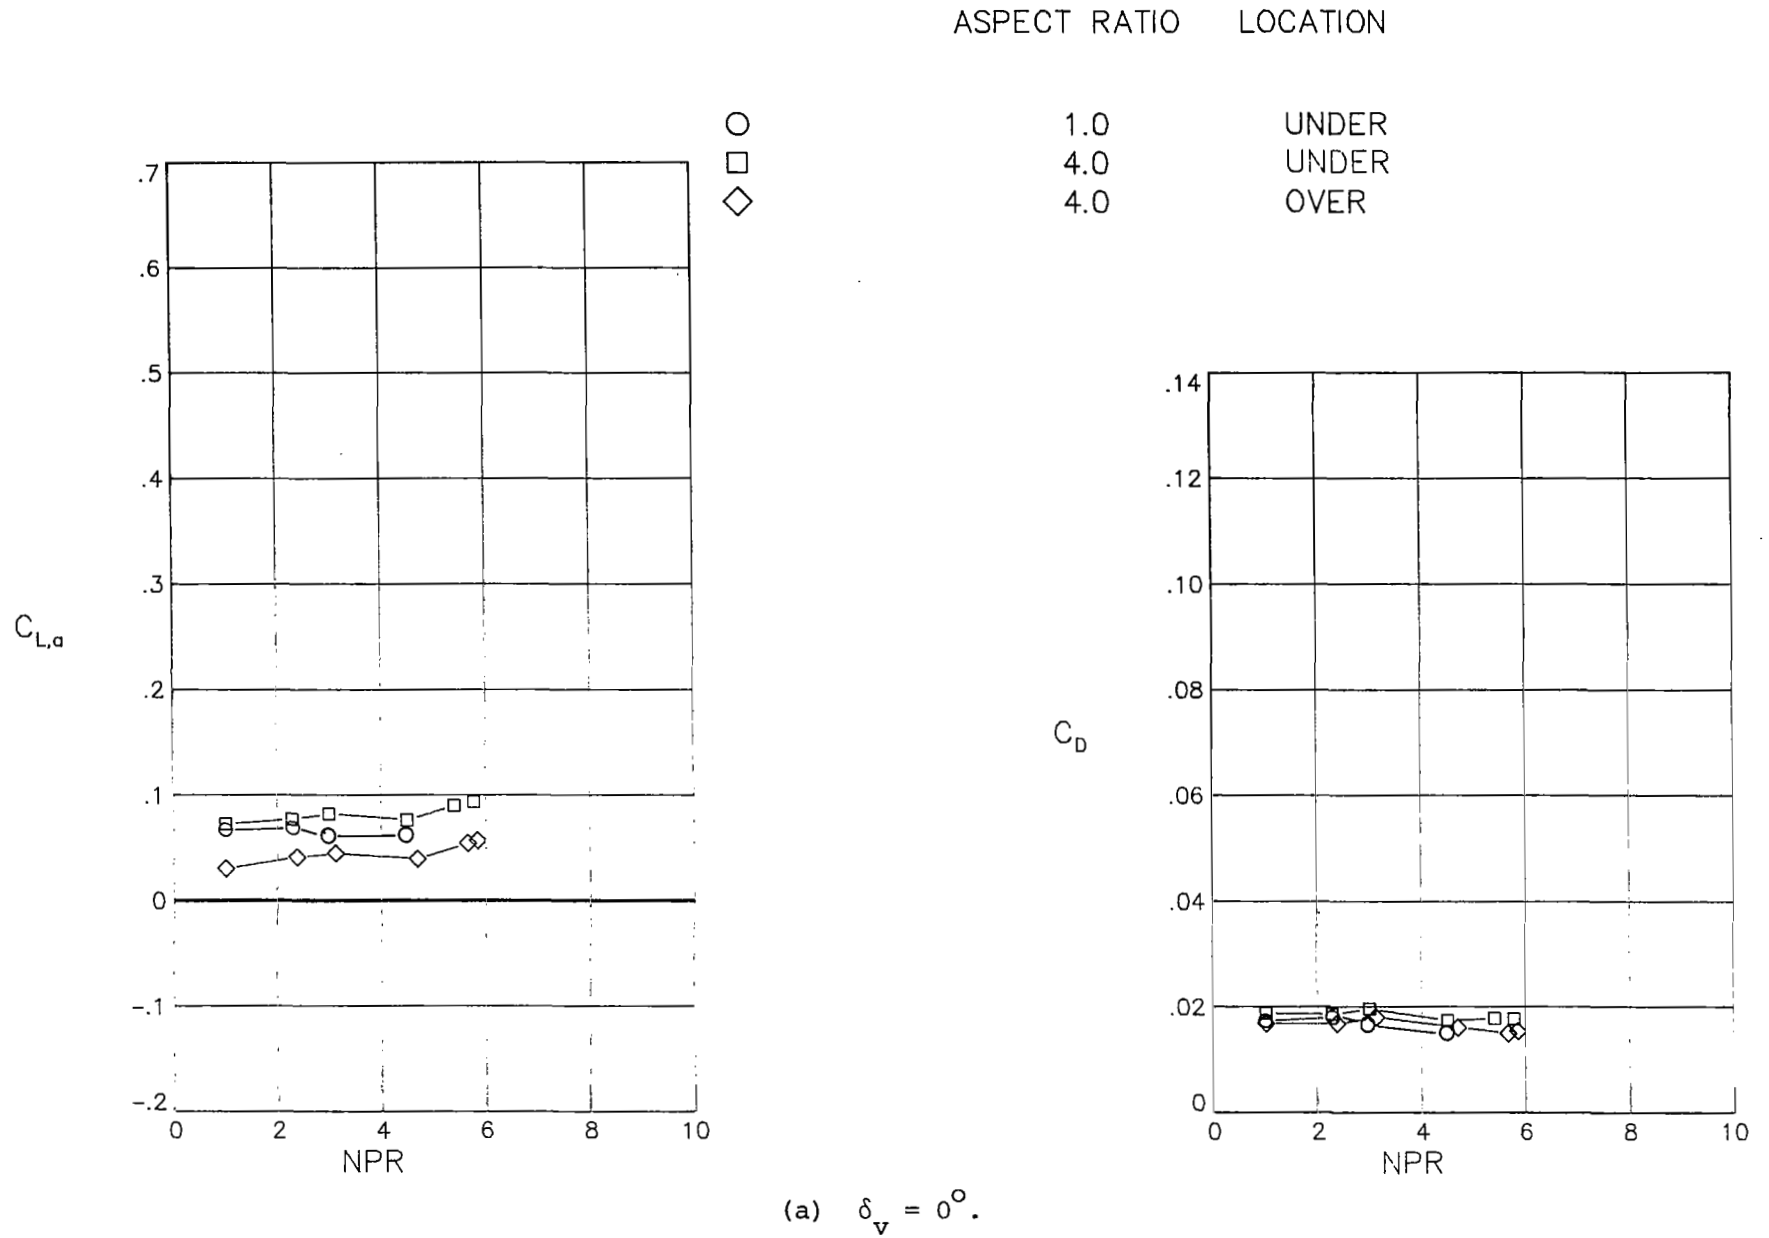 ASPECT RATIO LOCATION
1.0 UNDER
4.0 UNDER
4.0 OVER
.7
.6
.5
.4
.3
.2
.1
0
-.1
-.2
C_L,a
0 2 4 6 8 10
NPR
.14
.12
.10
.08
.06
.04
.02
0
C_D
0 2 4 6 8 10
NPR
(a) δ_v = 0°.